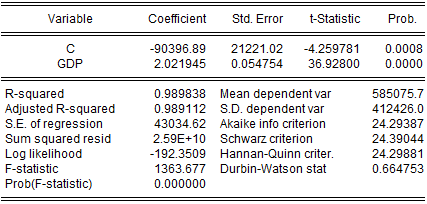 Variable Coefficient Std. Error t-Statistic Prob.
C -90396.89 21221.02 -4.259781 0.0008
GDP 2.021945 0.054754 36.92800 0.0000
R-squared 0.989838 Mean dependent var 585075.7
Adjusted R-squared 0.989112 S.D. dependent var 412426.0
S.E. of regression 43034.62 Akaike info criterion 24.29387
Sum squared resid 2.59E+10 Schwarz criterion 24.39044
Log likelihood -192.3509 Hannan-Quinn criter. 24.29881
F-statistic 1363.677 Durbin-Watson stat 0.664753
Prob(F-statistic) 0.000000